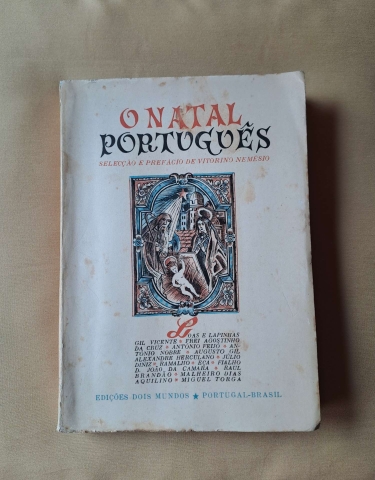 O NATAL
PORTUGUÊS
SELECÇÃO E PREFÁCIO DE VITORINO NEMÉSIO
LOAS E LAPINHAS
GIL VICENTE ★ FREI AGOSTINHO
DA CRUZ ★ ANTÓNIO FEIJÓ ★ AN-
TÓNIO NOBRE ★ AUGUSTO GIL
ALEXANDRE HERCULANO ★ JÚLIO
DINIZ ★ RAMALHO ★ EÇA ★ FIALHO
D. JOÃO DA CAMARA ★ RAUL
BRANDÃO ★ MALHEIRO DIAS
AQUILINO ★ MIGUEL TORGA
EDIÇÕES DOIS MUNDOS ★ PORTUGAL-BRASIL